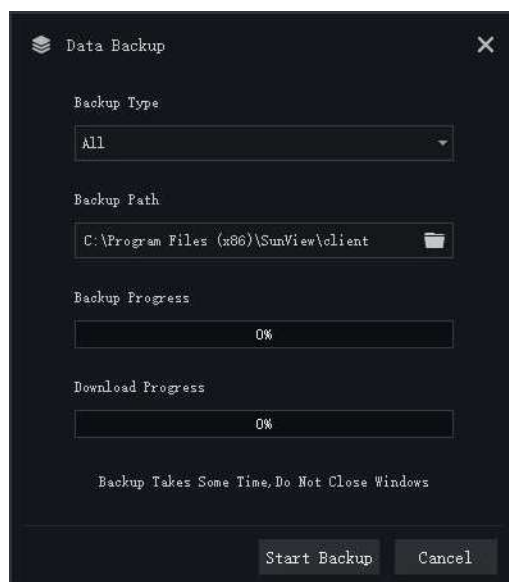 Data Backup
Backup Type
All
Backup Path
C:\Program Files (x86)\SunView\client
Backup Progress
0%
Download Progress
0%
Backup Takes Some Time,Do Not Close Windows
Start Backup Cancel